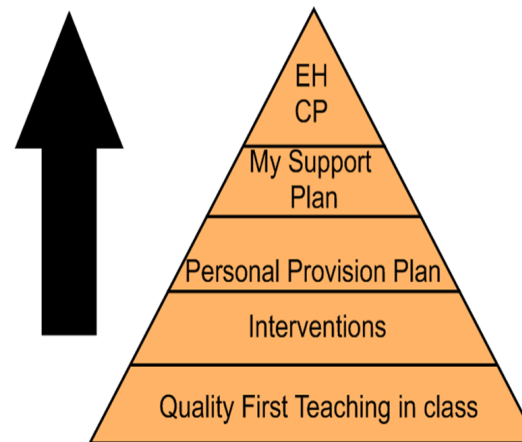 EH
CP
My Support
Plan
Personal Provision Plan
Interventions
Quality First Teaching in class